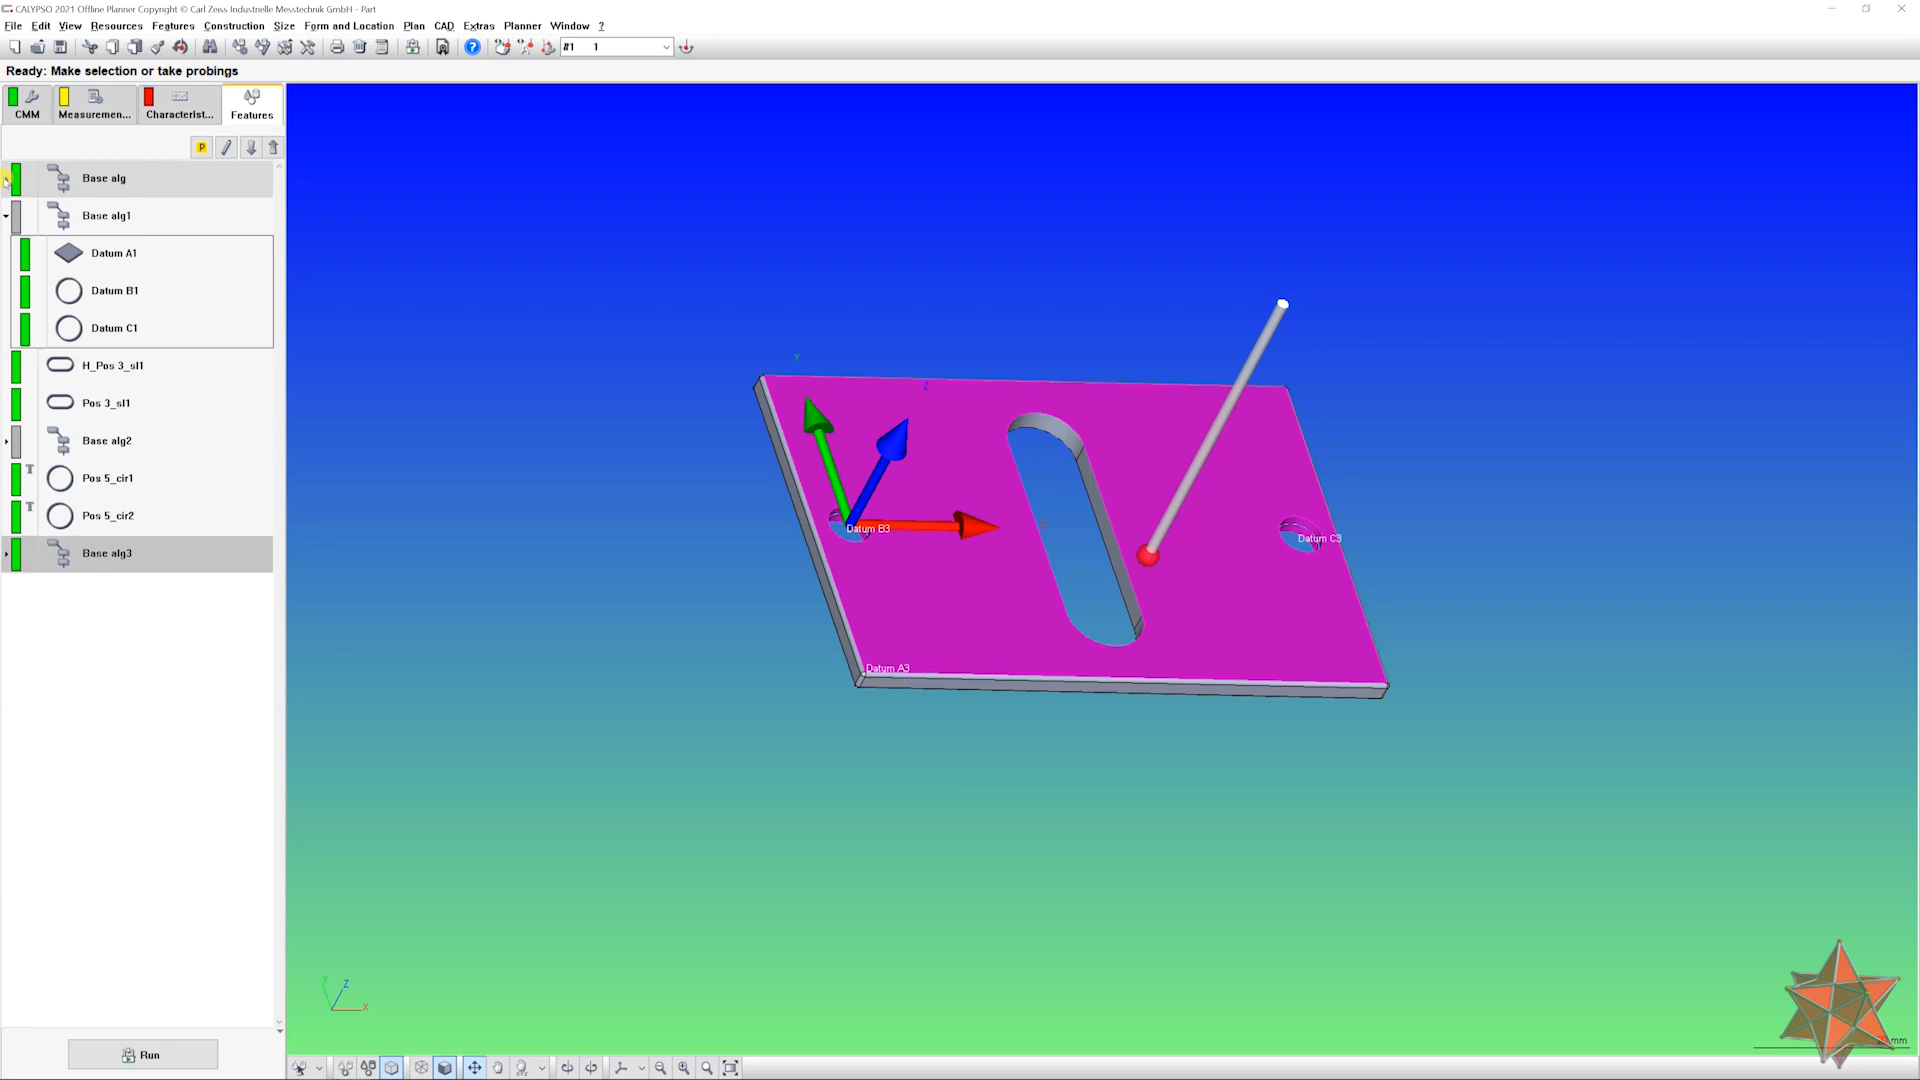 CALYPSO 2021 Offline Planner Copyright © Carl Zeiss Industrielle Messtechnik GmbH - Part
File Edit View Resources Features Construction Size Form and Location Plan CAD Extras Planner Window ?
#1 1
Ready: Make selection or take probings
CMM Measuremen... Characterist... Features
P
Base alg
Base alg1
Datum A1
Datum B1
Datum C1
H_Pos 3_sl1
Pos 3_sl1
Base alg2
T Pos 5_cir1
T Pos 5_cir2
Base alg3
Y
Z
Datum B3
Datum C3
Datum A3
Y
Z
X
mm
Run